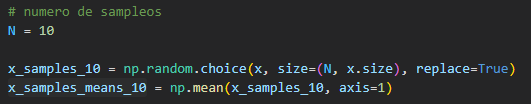 # numero de sampleos
N = 10
x_samples_10 = np.random.choice(x, size=(N, x.size), replace=True)
x_samples_means_10 = np.mean(x_samples_10, axis=1)